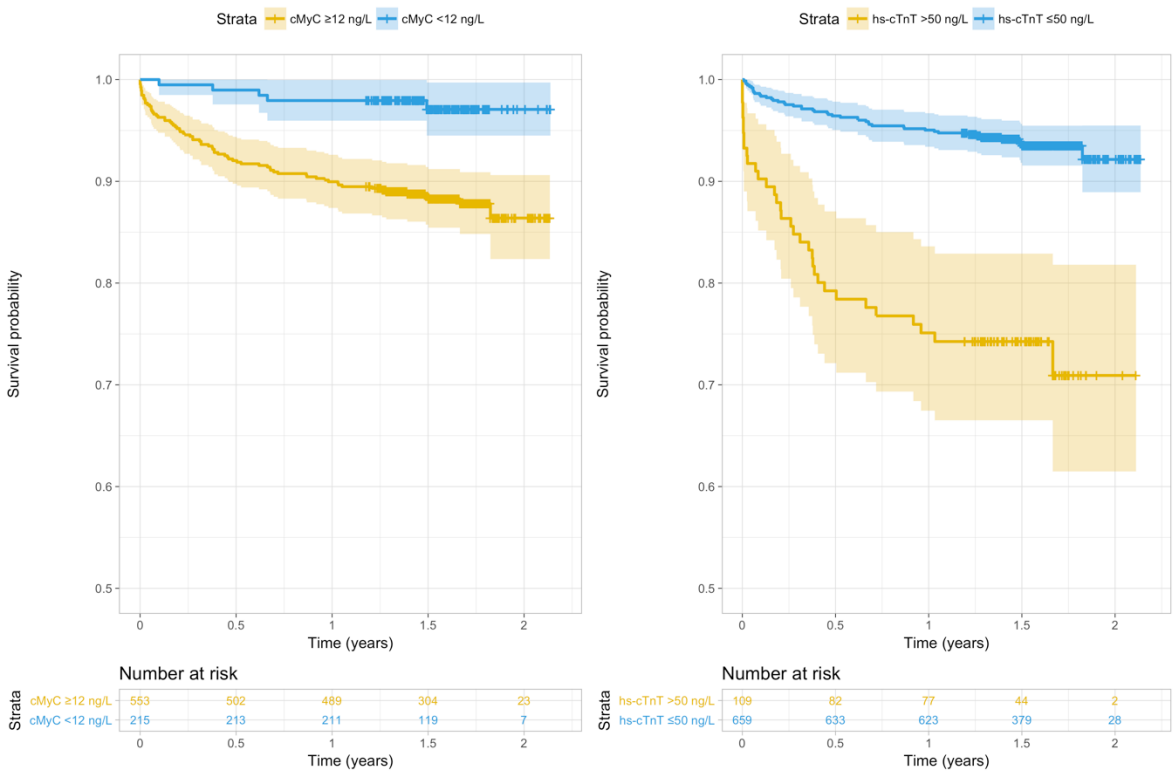 Strata cMyC ≥12 ng/L cMyC <12 ng/L
1.0
0.9
0.8
0.7
0.6
0.5
Survival probability
0 0.5 1 1.5 2
Time (years)
Number at risk
Strata
cMyC ≥12 ng/L 553 502 489 304 23
cMyC <12 ng/L 215 213 211 119 7
0 0.5 1 1.5 2
Time (years)
Strata hs-cTnT >50 ng/L hs-cTnT ≤50 ng/L
1.0
0.9
0.8
0.7
0.6
0.5
Survival probability
0 0.5 1 1.5 2
Time (years)
Number at risk
Strata
hs-cTnT >50 ng/L 109 82 77 44 2
hs-cTnT ≤50 ng/L 659 633 623 379 28
0 0.5 1 1.5 2
Time (years)